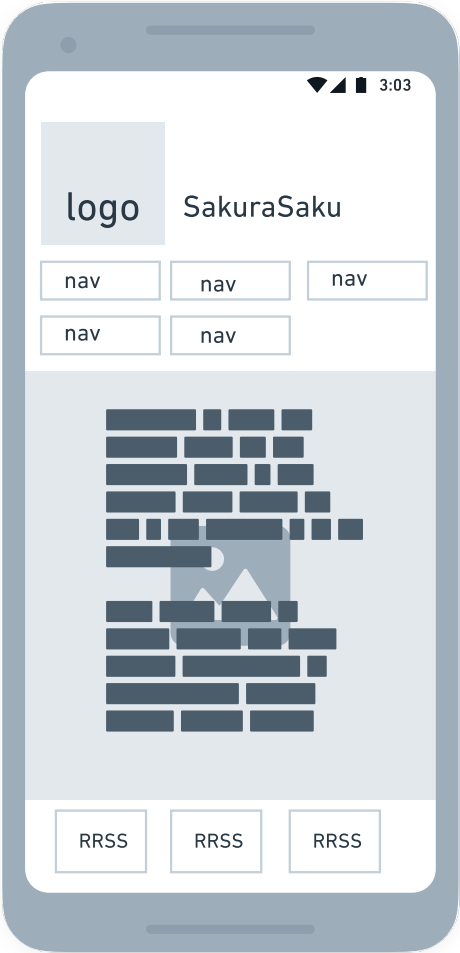 3:03
logo
SakuraSaku
nav nav nav
nav nav
RRSS RRSS RRSS